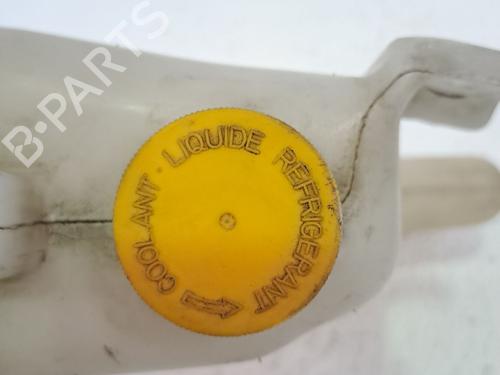 B-PARTS
COOLANT · LIQUIDE REFRIGERANT